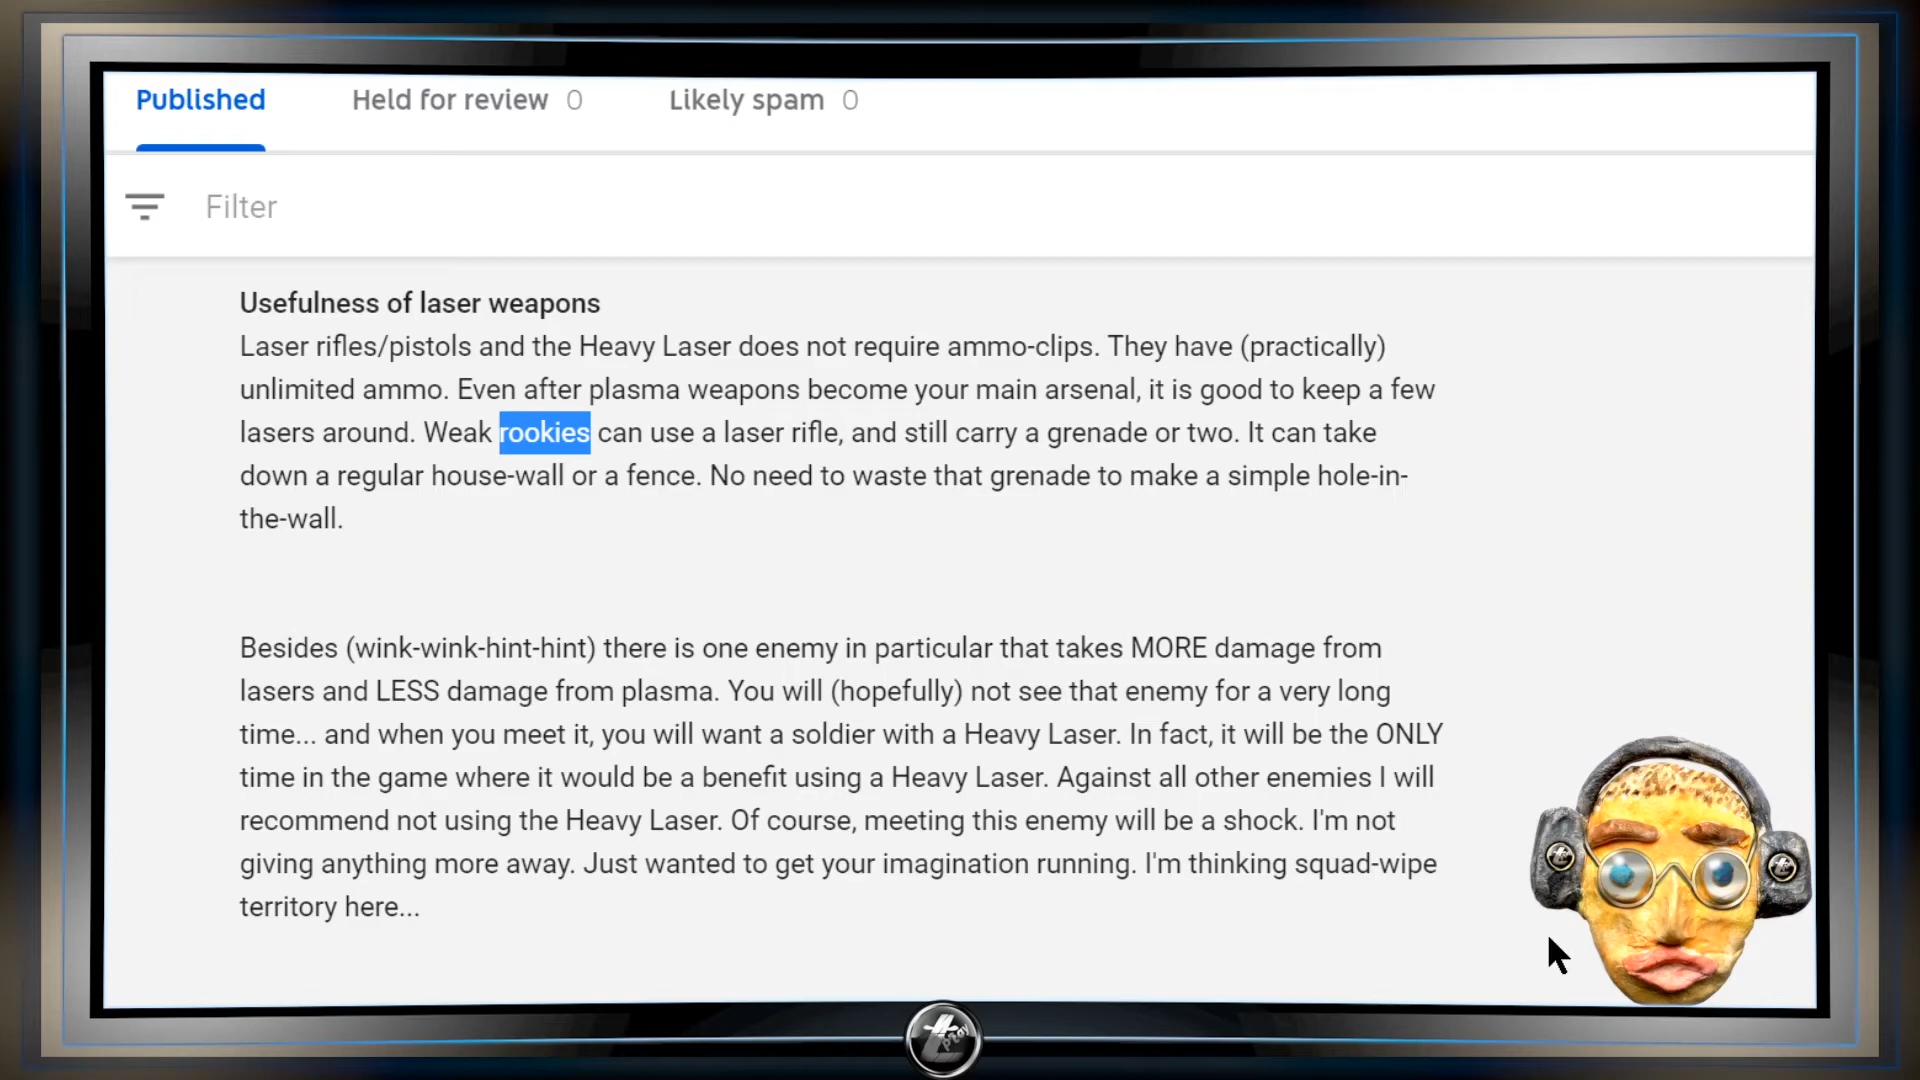 Published Held for review 0 Likely spam 0
Filter
Usefulness of laser weapons
Laser rifles/pistols and the Heavy Laser does not require ammo-clips. They have (practically)
unlimited ammo. Even after plasma weapons become your main arsenal, it is good to keep a few
lasers around. Weak rookies can use a laser rifle, and still carry a grenade or two. It can take
down a regular house-wall or a fence. No need to waste that grenade to make a simple hole-in-
the-wall.
Besides (wink-wink-hint-hint) there is one enemy in particular that takes MORE damage from
lasers and LESS damage from plasma. You will (hopefully) not see that enemy for a very long
time... and when you meet it, you will want a soldier with a Heavy Laser. In fact, it will be the ONLY
time in the game where it would be a benefit using a Heavy Laser. Against all other enemies I will
recommend not using the Heavy Laser. Of course, meeting this enemy will be a shock. I'm not
giving anything more away. Just wanted to get your imagination running. I'm thinking squad-wipe
territory here...